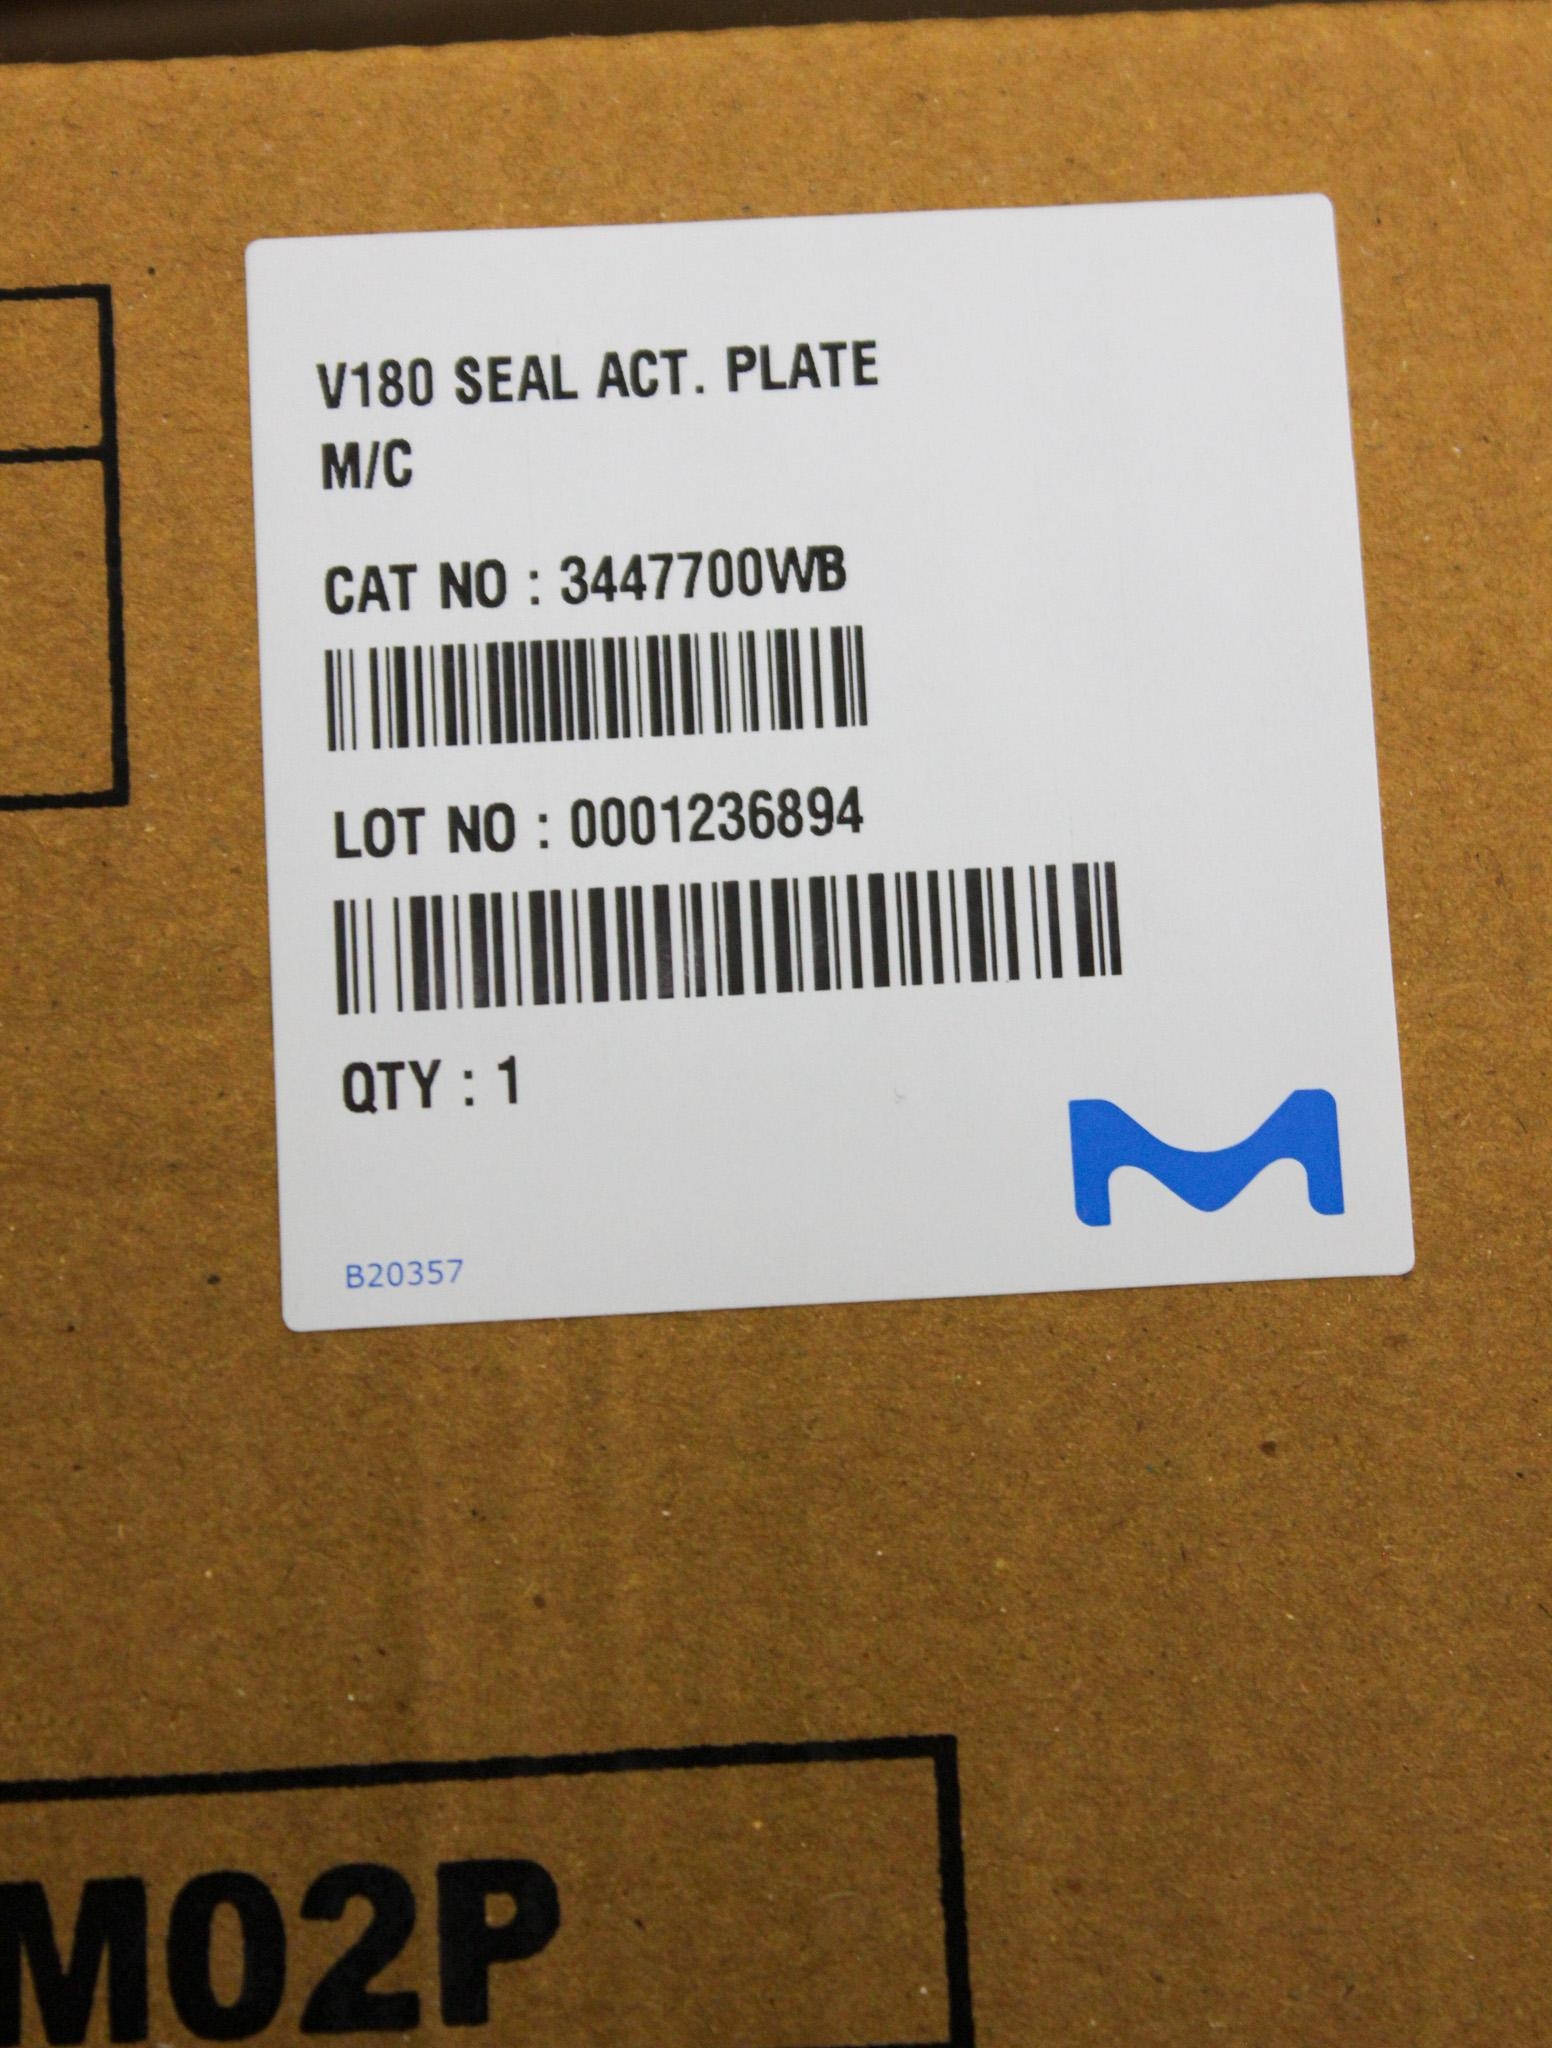 V180 SEAL ACT. PLATE
M/C
CAT NO : 3447700WB
LOT NO : 0001236894
QTY : 1
B20357
M02P